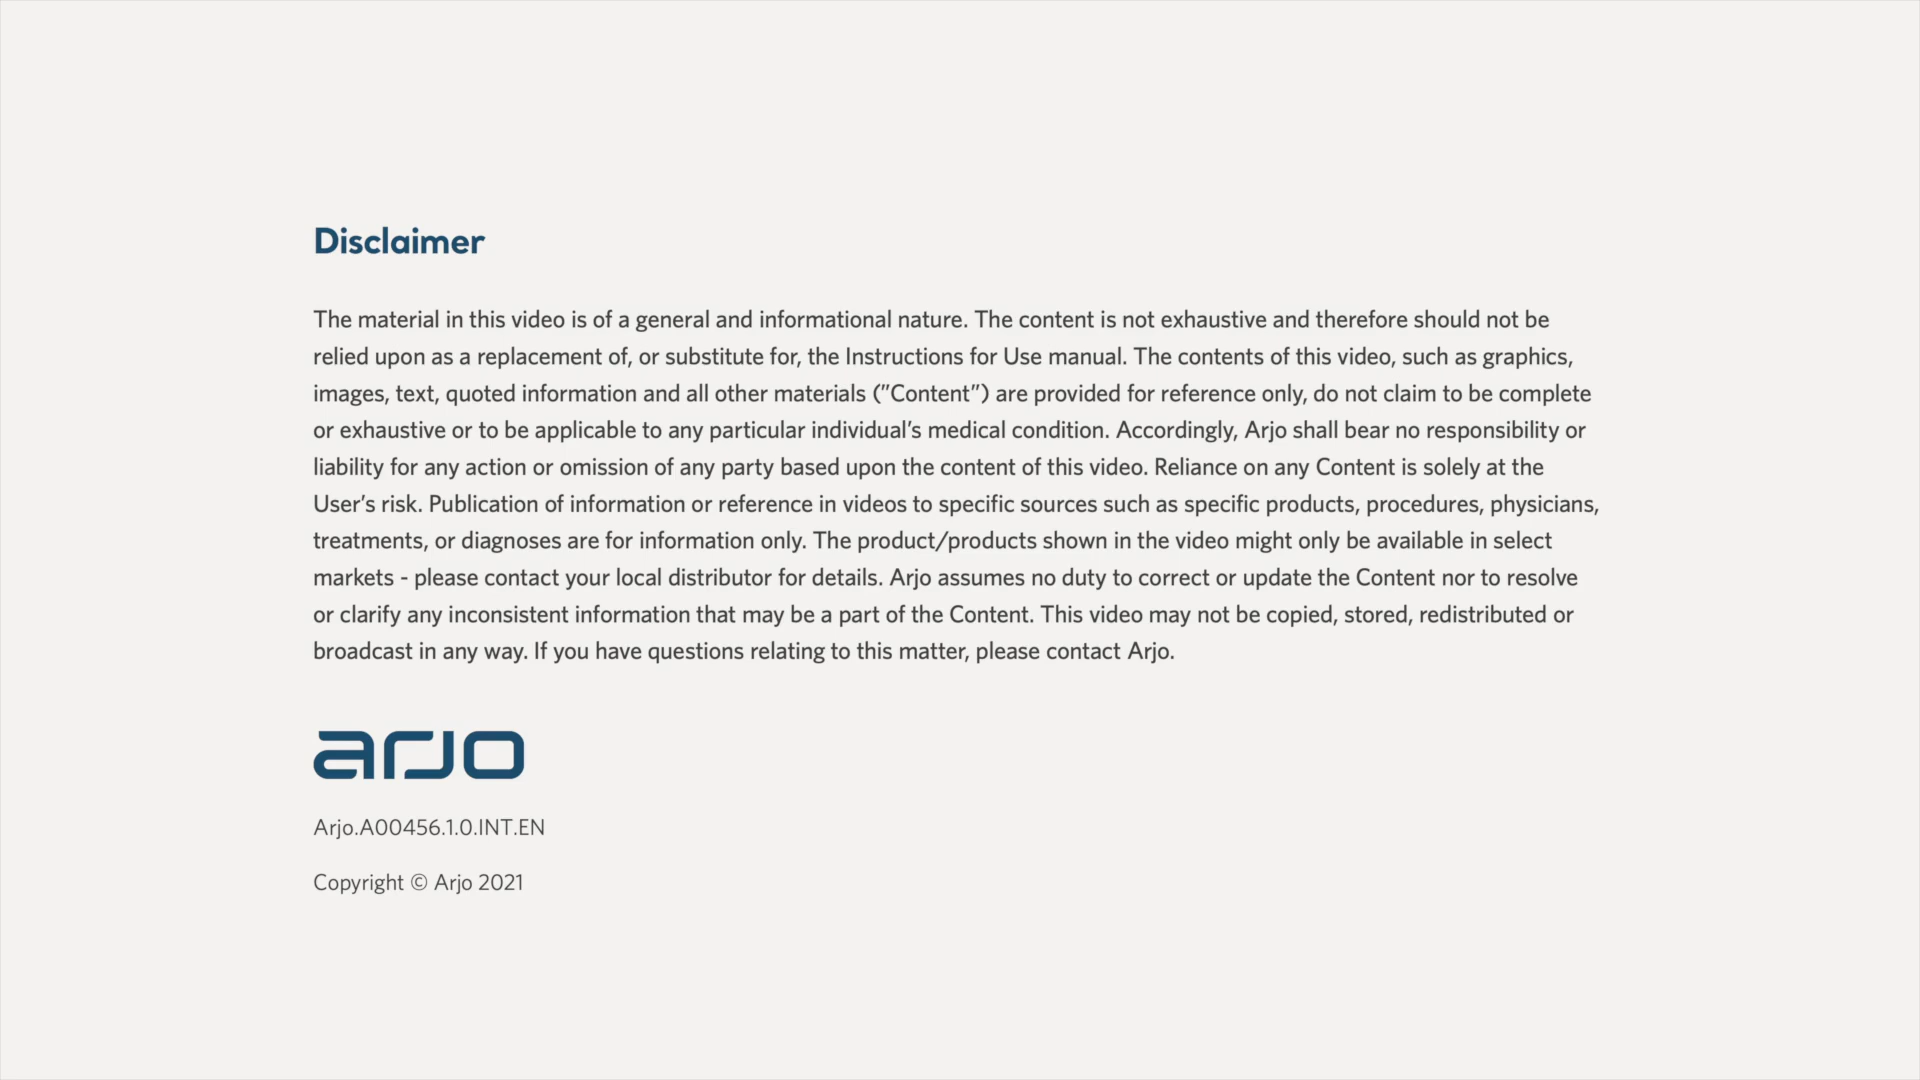 Disclaimer
The material in this video is of a general and informational nature. The content is not exhaustive and therefore should not be
relied upon as a replacement of, or substitute for, the Instructions for Use manual. The contents of this video, such as graphics,
images, text, quoted information and all other materials (”Content”) are provided for reference only, do not claim to be complete
or exhaustive or to be applicable to any particular individual’s medical condition. Accordingly, Arjo shall bear no responsibility or
liability for any action or omission of any party based upon the content of this video. Reliance on any Content is solely at the
User’s risk. Publication of information or reference in videos to specific sources such as specific products, procedures, physicians,
treatments, or diagnoses are for information only. The product/products shown in the video might only be available in select
markets - please contact your local distributor for details. Arjo assumes no duty to correct or update the Content nor to resolve
or clarify any inconsistent information that may be a part of the Content. This video may not be copied, stored, redistributed or
broadcast in any way. If you have questions relating to this matter, please contact Arjo.
arjo
Arjo.A00456.1.0.INT.EN
Copyright © Arjo 2021